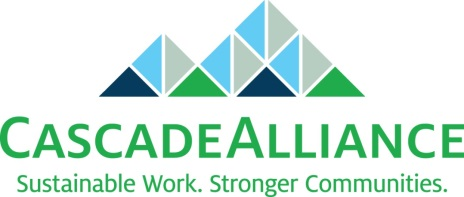 CASCADEALLIANCE
Sustainable Work. Stronger Communities.